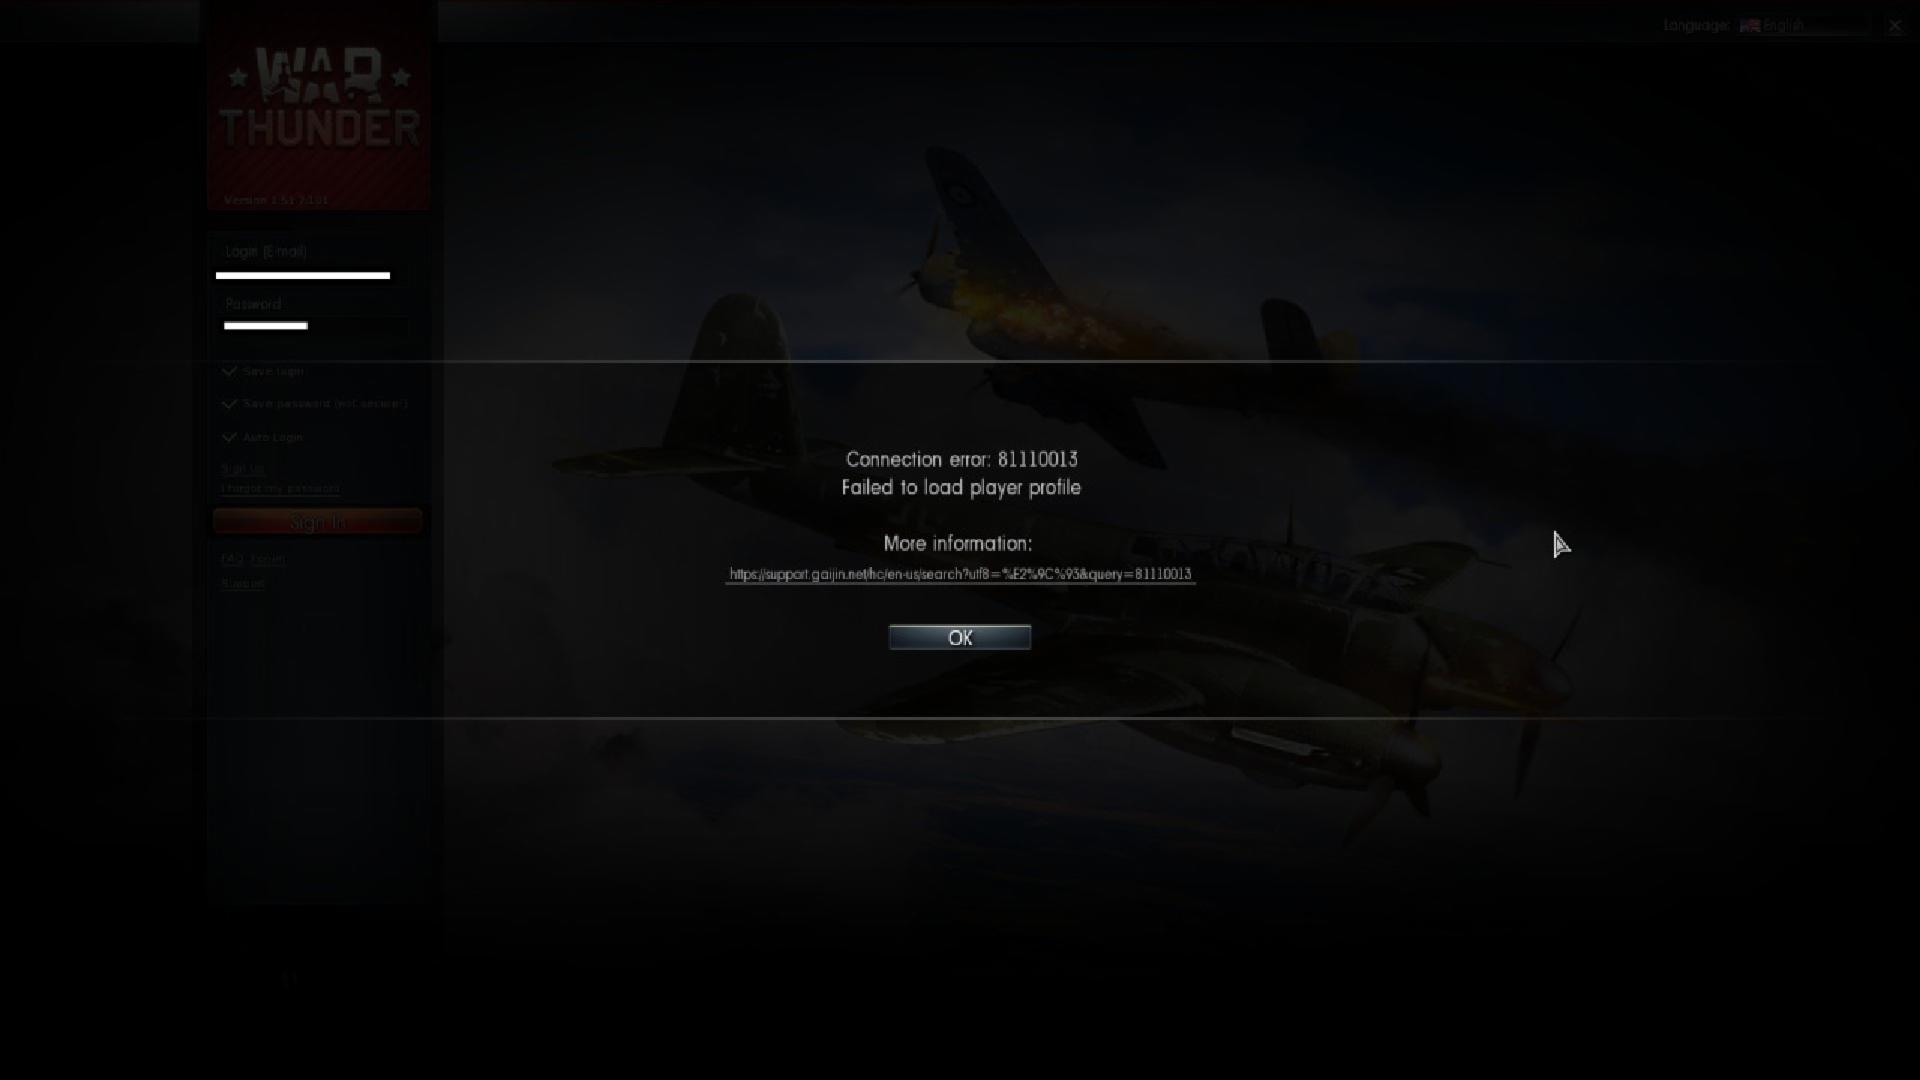 Language: English
WAR
THUNDER
Version 1.51.7.101
Login (E-mail)
Password
Save login
Save password (not secure!)
Auto Login
Sign Up
I forgot my password
Sign In
FAQ Forum
Support
Connection error: 81110013
Failed to load player profile
More information:
https://support.gaijin.net/hc/en-us/search?utf8=%E2%9C%93&query=81110013
OK